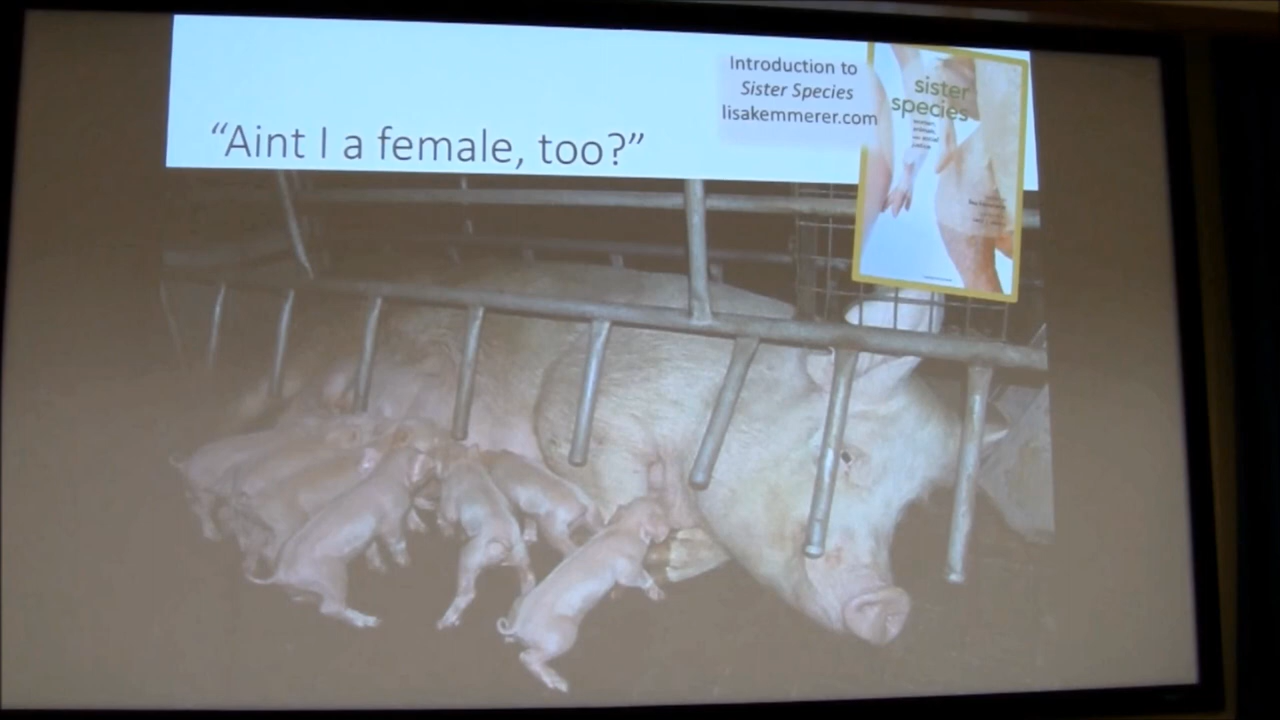 Introduction to
Sister Species
lisakemmerer.com
"Aint I a female, too?"
sister
species